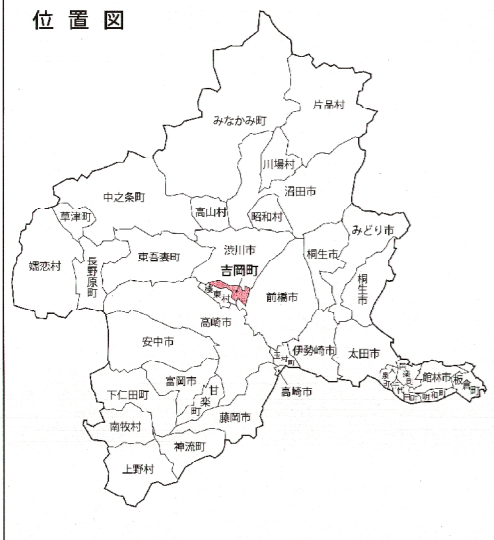 位置図
みなかみ町
片品村
川場村
沼田市
中之条町
草津町
高山村
昭和村
みどり市
嬬恋村
長野原町
東吾妻町
渋川市
桐生市
吉岡町
榛東村
前橋市
桐生市
高崎市
安中市
玉村町
伊勢崎市
太田市
富岡市
甘楽町
高崎市
館林市
板倉町
下仁田町
藤岡市
南牧村
神流町
上野村